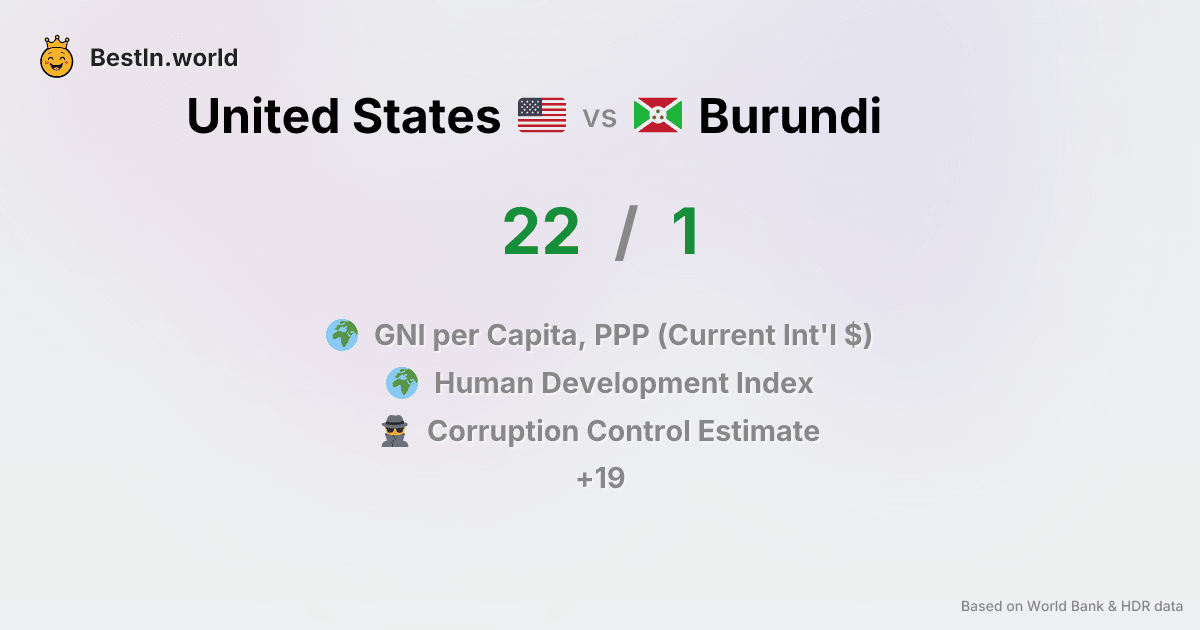 BestIn.world
United States vs Burundi
22 / 1
GNI per Capita, PPP (Current Int'l $)
Human Development Index
Corruption Control Estimate
+19
Based on World Bank & HDR data